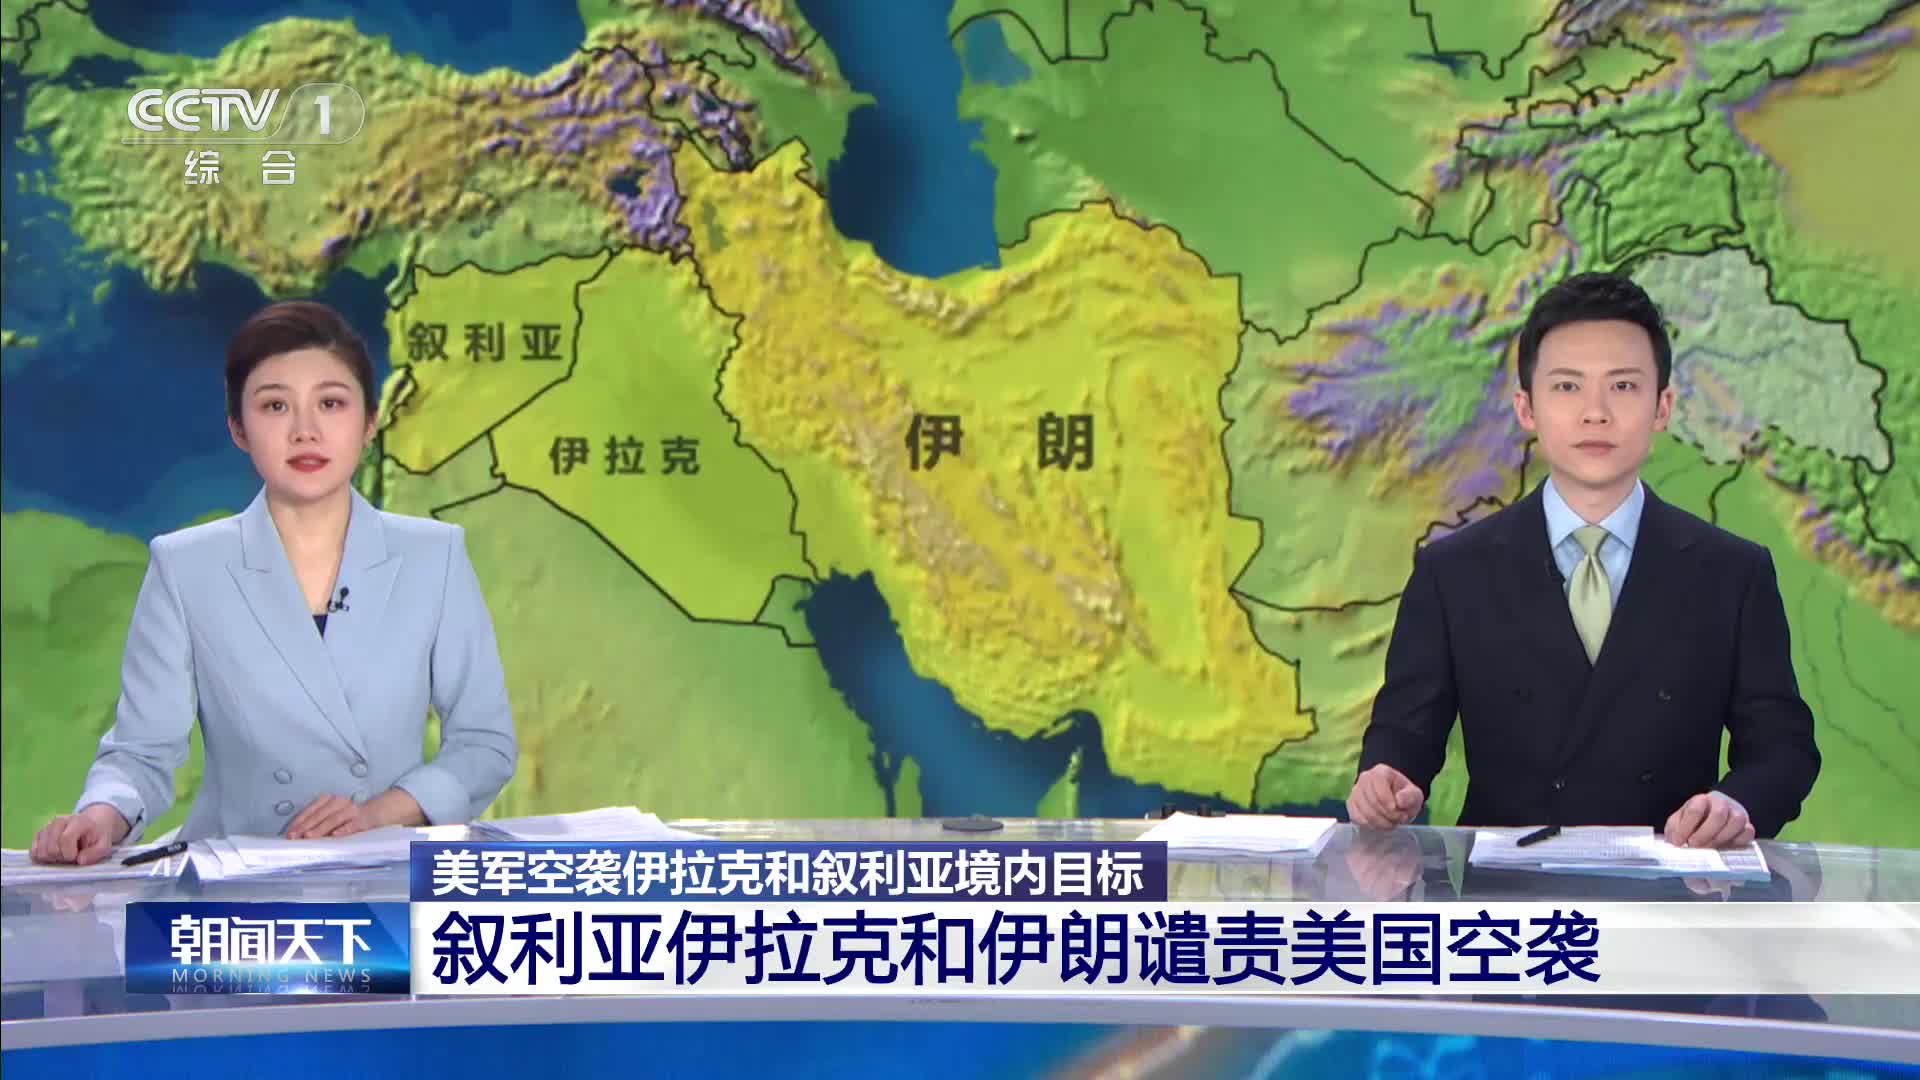 CCTV 1
综合
叙利亚
伊拉克
伊朗
美军空袭伊拉克和叙利亚境内目标
叙利亚伊拉克和伊朗谴责美国空袭
朝闻天下
MORNING NEWS